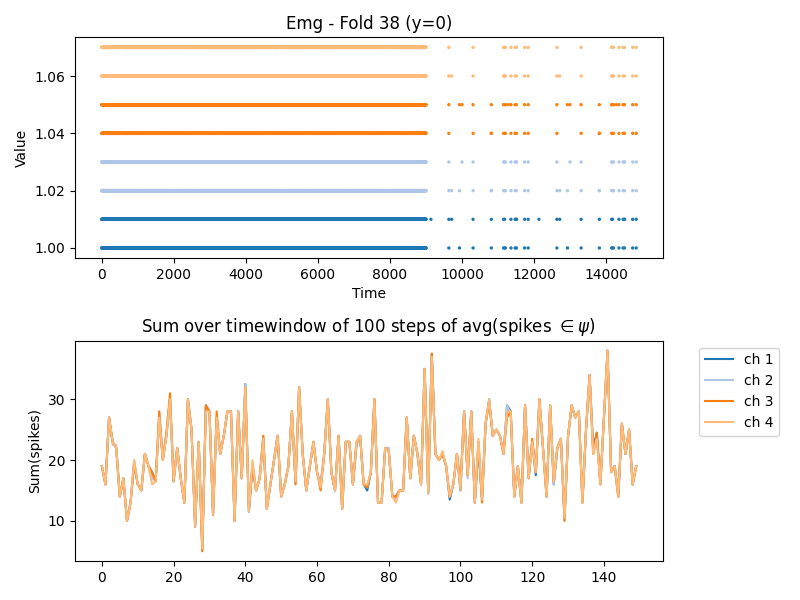 Emg - Fold 38 (y=0)
Value
1.06
1.04
1.02
1.00
0 2000 4000 6000 8000 10000 12000 14000
Time
Sum over timewindow of 100 steps of avg(spikes ∈ψ)
Sum(spikes)
30
20
10
0 20 40 60 80 100 120 140
ch 1
ch 2
ch 3
ch 4